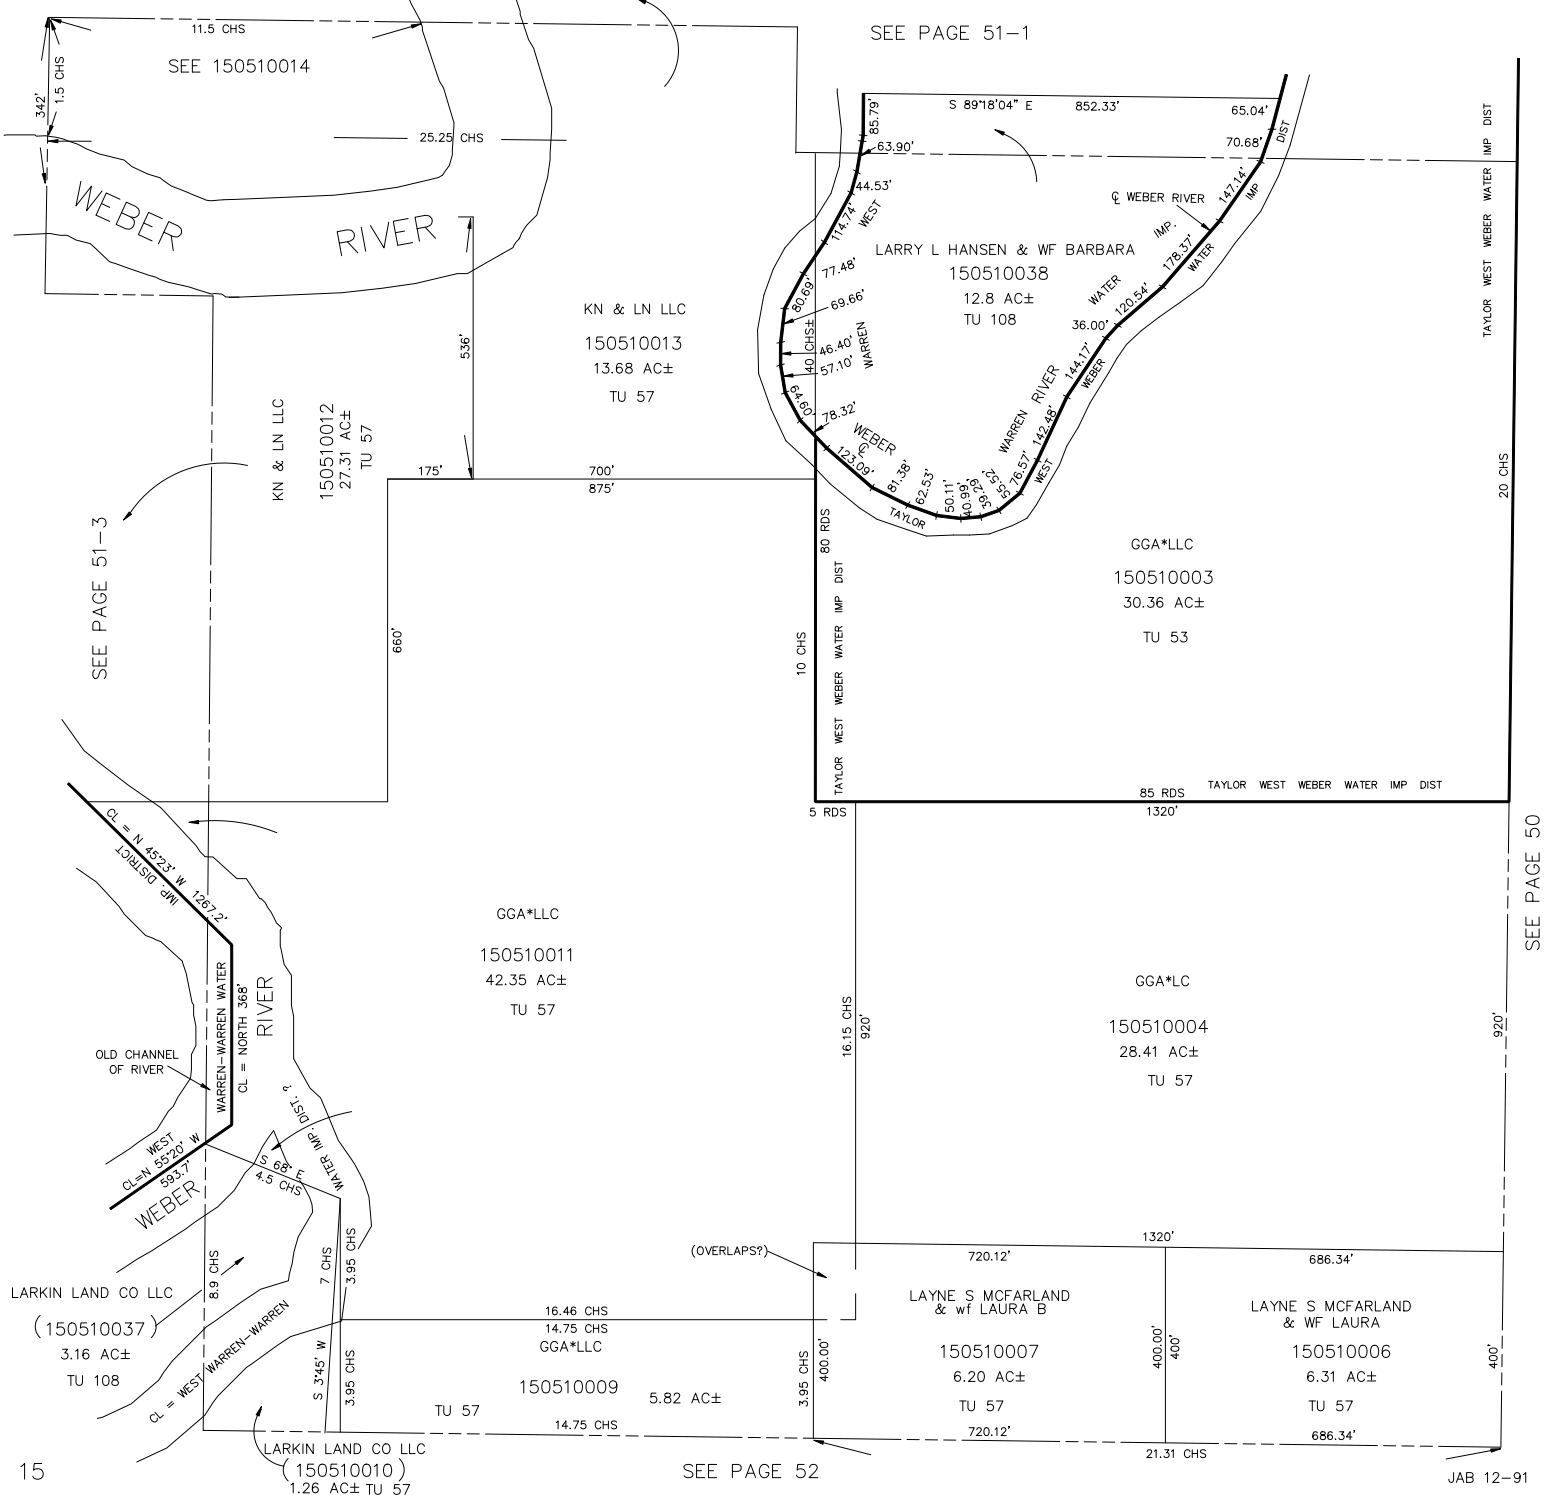 SEE PAGE 51-1
11.5 CHS
SEE 150510014
342'
1.5 CHS
25.25 CHS
WEBER
RIVER
536'
S 89°18'04" E
852.33'
65.04'
70.68'
147.14'
178.37'
120.54'
36.00'
144.17'
142.48'
76.57'
55.52'
39.29'
40.99'
50.11'
62.53'
81.38'
123.09'
78.32'
64.60'
57.10'
46.40'
69.66'
80.69'
77.48'
114.74'
44.53'
63.90'
85.79'
40 CHS±
WEST
WARREN
WEBER
℄
TAYLOR
WEST
WEBER
WATER
IMP
DIST
WARREN RIVER
WATER
IMP.
℄ WEBER RIVER
LARRY L HANSEN & WF BARBARA
150510038
12.8 AC±
TU 108
TAYLOR WEST WEBER WATER IMP DIST
20 CHS
KN & LN LLC
150510013
13.68 AC±
TU 57
KN & LN LLC
150510012
27.31 AC±
TU 57
175'
700'
875'
660'
SEE PAGE 51-3
80 RDS
10 CHS
TAYLOR WEST WEBER WATER IMP DIST
GGA*LLC
150510003
30.36 AC±
TU 53
TAYLOR WEST WEBER WATER IMP DIST
85 RDS
5 RDS
1320'
SEE PAGE 50
CL = N 45°23' W 1267.2'
IMP. DISTRICT
WARREN-WARREN WATER
CL = NORTH 368'
RIVER
OLD CHANNEL
OF RIVER
WEST
CL=N 55°20' W
593.7'
WEBER
WATER IMP. DIST. ?
S 68° E
4.5 CHS
GGA*LLC
150510011
42.35 AC±
TU 57
16.15 CHS
920'
GGA*LC
150510004
28.41 AC±
TU 57
920'
(OVERLAPS?)
1320'
720.12'
686.34'
8.9 CHS
7 CHS
3.95 CHS
S 3°45' W
3.95 CHS
LARKIN LAND CO LLC
(150510037)
3.16 AC±
TU 108
CL = WEST WARREN-WARREN
16.46 CHS
14.75 CHS
GGA*LLC
150510009
5.82 AC±
TU 57
14.75 CHS
3.95 CHS
400.00'
LAYNE S MCFARLAND
& wf LAURA B
150510007
6.20 AC±
TU 57
720.12'
400.00'
400'
LAYNE S MCFARLAND
& WF LAURA
150510006
6.31 AC±
TU 57
686.34'
400'
21.31 CHS
LARKIN LAND CO LLC
(150510010)
1.26 AC± TU 57
15
SEE PAGE 52
JAB 12-91